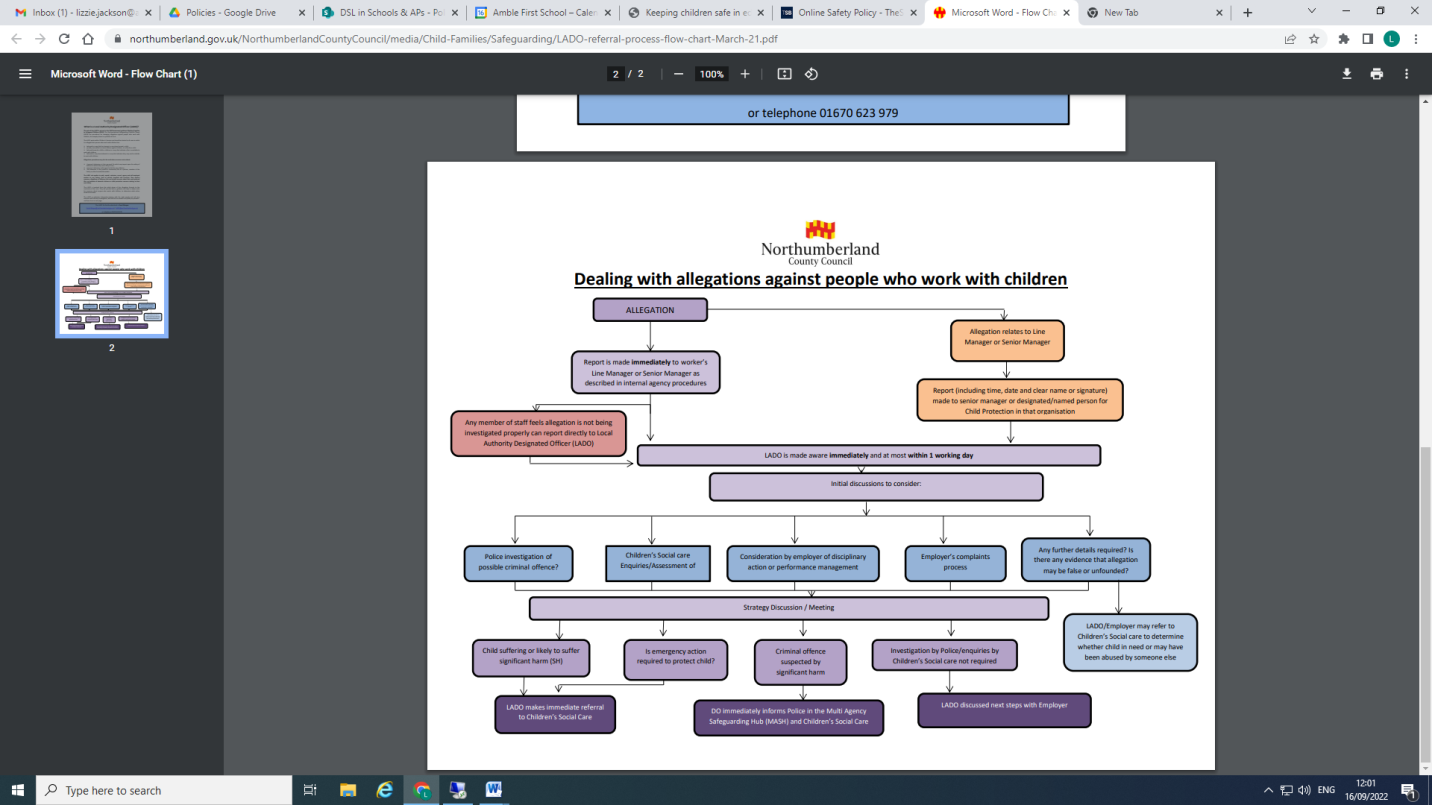 Inbox (1) - lizzie.jackson@
Policies - Google Drive
DSL in Schools & APs - Pol
Amble First School – Calen
Keeping children safe in ed
Online Safety Policy - TheS
Microsoft Word - Flow Cha
New Tab
northumberland.gov.uk/NorthumberlandCountyCouncil/media/Child-Families/Safeguarding/LADO-referral-process-flow-chart-March-21.pdf
Microsoft Word - Flow Chart (1)
2 / 2
100%
or telephone 01670 623 979
1
2
Northumberland
County Council
Dealing with allegations against people who work with children
ALLEGATION
Allegation relates to Line
Manager or Senior Manager
Report is made immediately to worker's
Line Manager or Senior Manager as
described in internal agency procedures
Report (including time, date and clear name or signature)
made to senior manager or designated/named person for
Child Protection in that organisation
Any member of staff feels allegation is not being
investigated properly can report directly to Local
Authority Designated Officer (LADO)
LADO is made aware immediately and at most within 1 working day
Initial discussions to consider:
Police investigation of
possible criminal offence?
Children's Social care
Enquiries/Assessment of
Consideration by employer of disciplinary
action or performance management
Employer's complaints
process
Any further details required? Is
there any evidence that allegation
may be false or unfounded?
Strategy Discussion / Meeting
LADO/Employer may refer to
Children's Social care to determine
whether child in need or may have
been abused by someone else
Child suffering or likely to suffer
significant harm (SH)
Is emergency action
required to protect child?
Criminal offence
suspected by
significant harm
Investigation by Police/enquiries by
Children's Social care not required
LADO makes immediate referral
to Children's Social Care
DO immediately informs Police in the Multi Agency
Safeguarding Hub (MASH) and Children's Social Care
LADO discussed next steps with Employer
Type here to search
ENG
12:01
16/09/2022